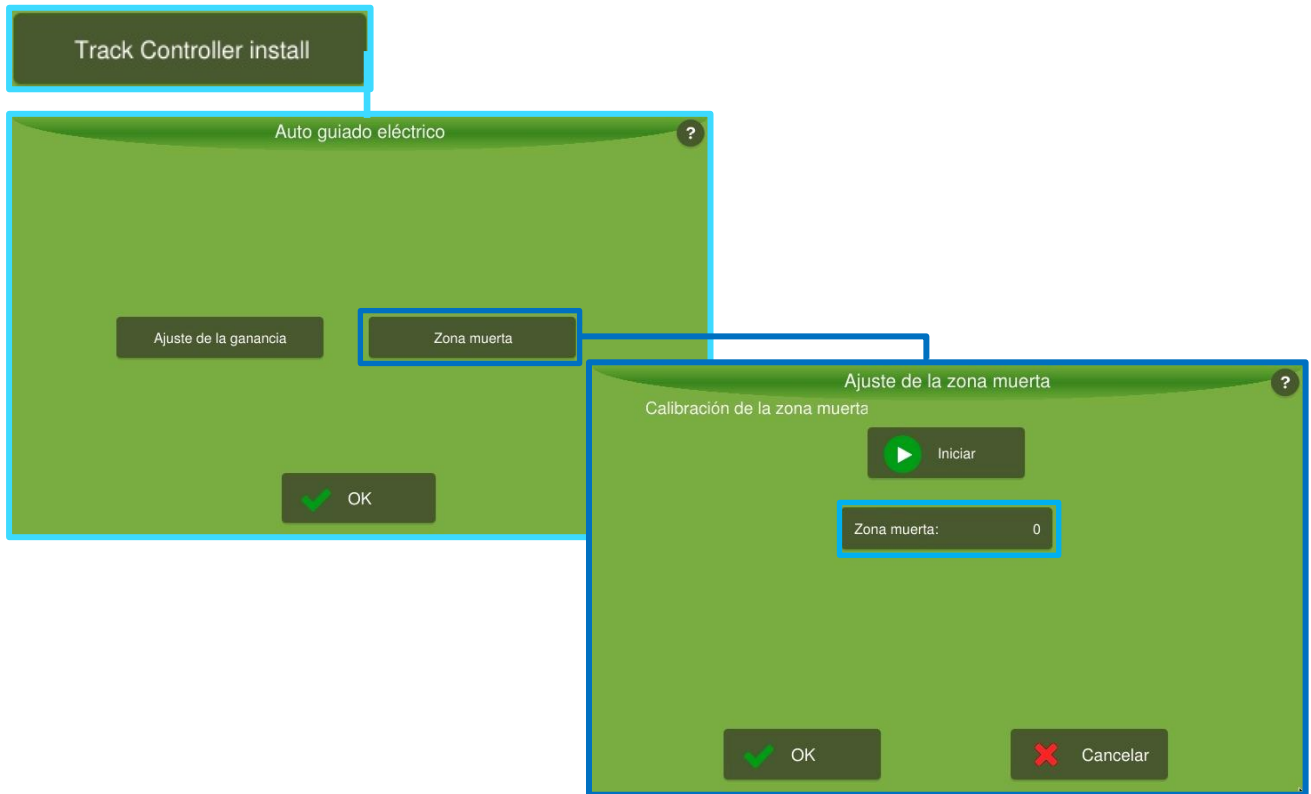 Track Controller install
Auto guiado eléctrico
?
Ajuste de la ganancia
Zona muerta
OK
Ajuste de la zona muerta
?
Calibración de la zona muerta
Iniciar
Zona muerta: 0
OK
Cancelar